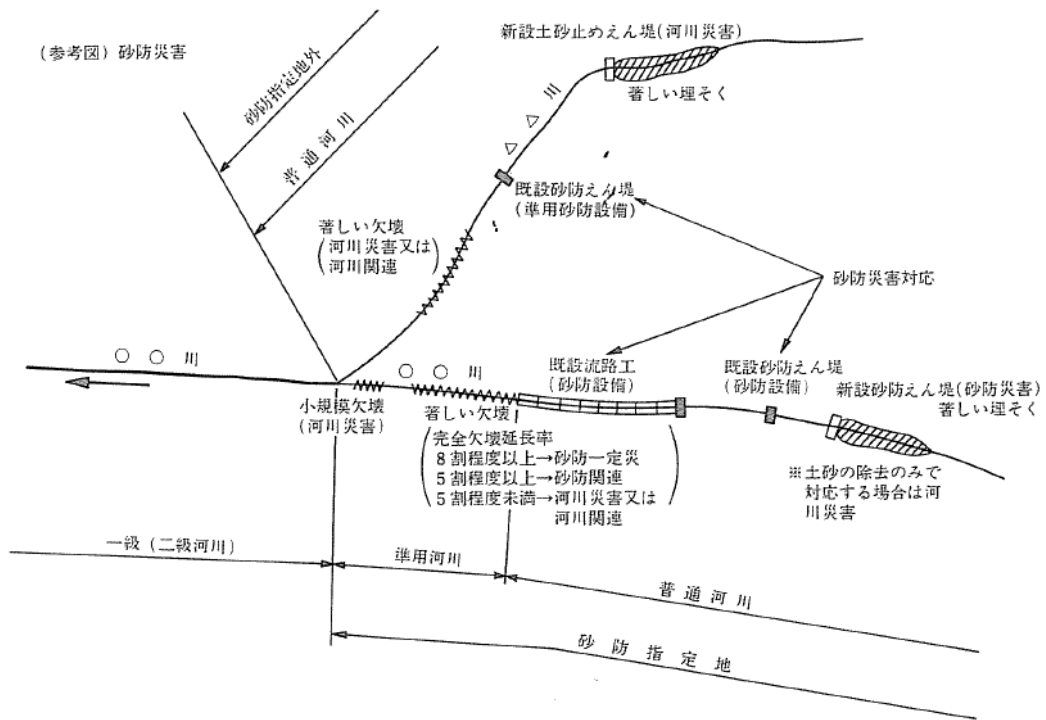 (参考図) 砂防災害
砂防指定地外
普通河川
新設土砂止めえん堤(河川災害)
著しい埋そく
△△川
既設砂防えん堤
(準用砂防設備)
著しい欠壊
(河川災害又は
河川関連)
砂防災害対応
○○川
○○川
小規模欠壊
(河川災害)
著しい欠壊
(完全欠壊延長率
8割程度以上→砂防一定災
5割程度以上→砂防関連
5割程度未満→河川災害又は
河川関連)
既設流路工
(砂防設備)
既設砂防えん堤
(砂防設備)
新設砂防えん堤(砂防災害)
著しい埋そく
※土砂の除去のみで
対応する場合は河
川災害
一級(二級河川)
準用河川
普通河川
砂防指定地